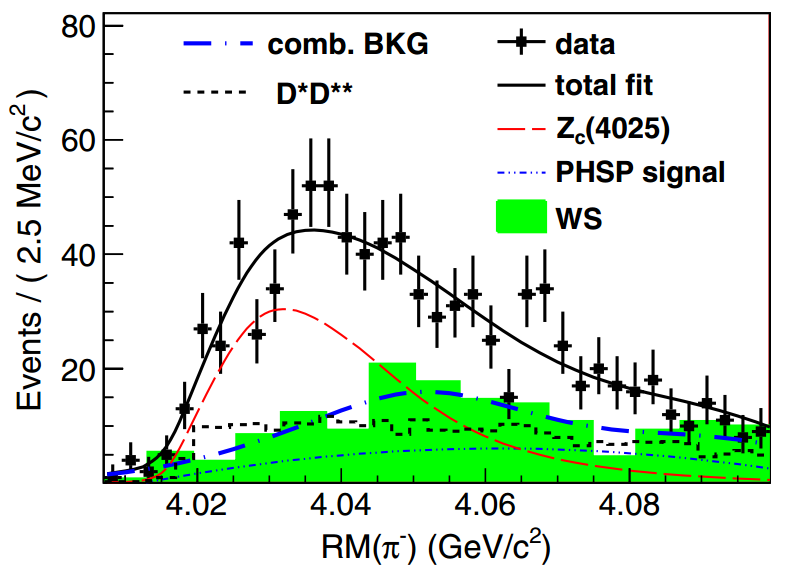 80
60
40
20
Events / ( 2.5 MeV/c²)
comb. BKG
D*D**
data
total fit
Z_c(4025)
PHSP signal
WS
4.02 4.04 4.06 4.08
RM(π⁻) (GeV/c²)